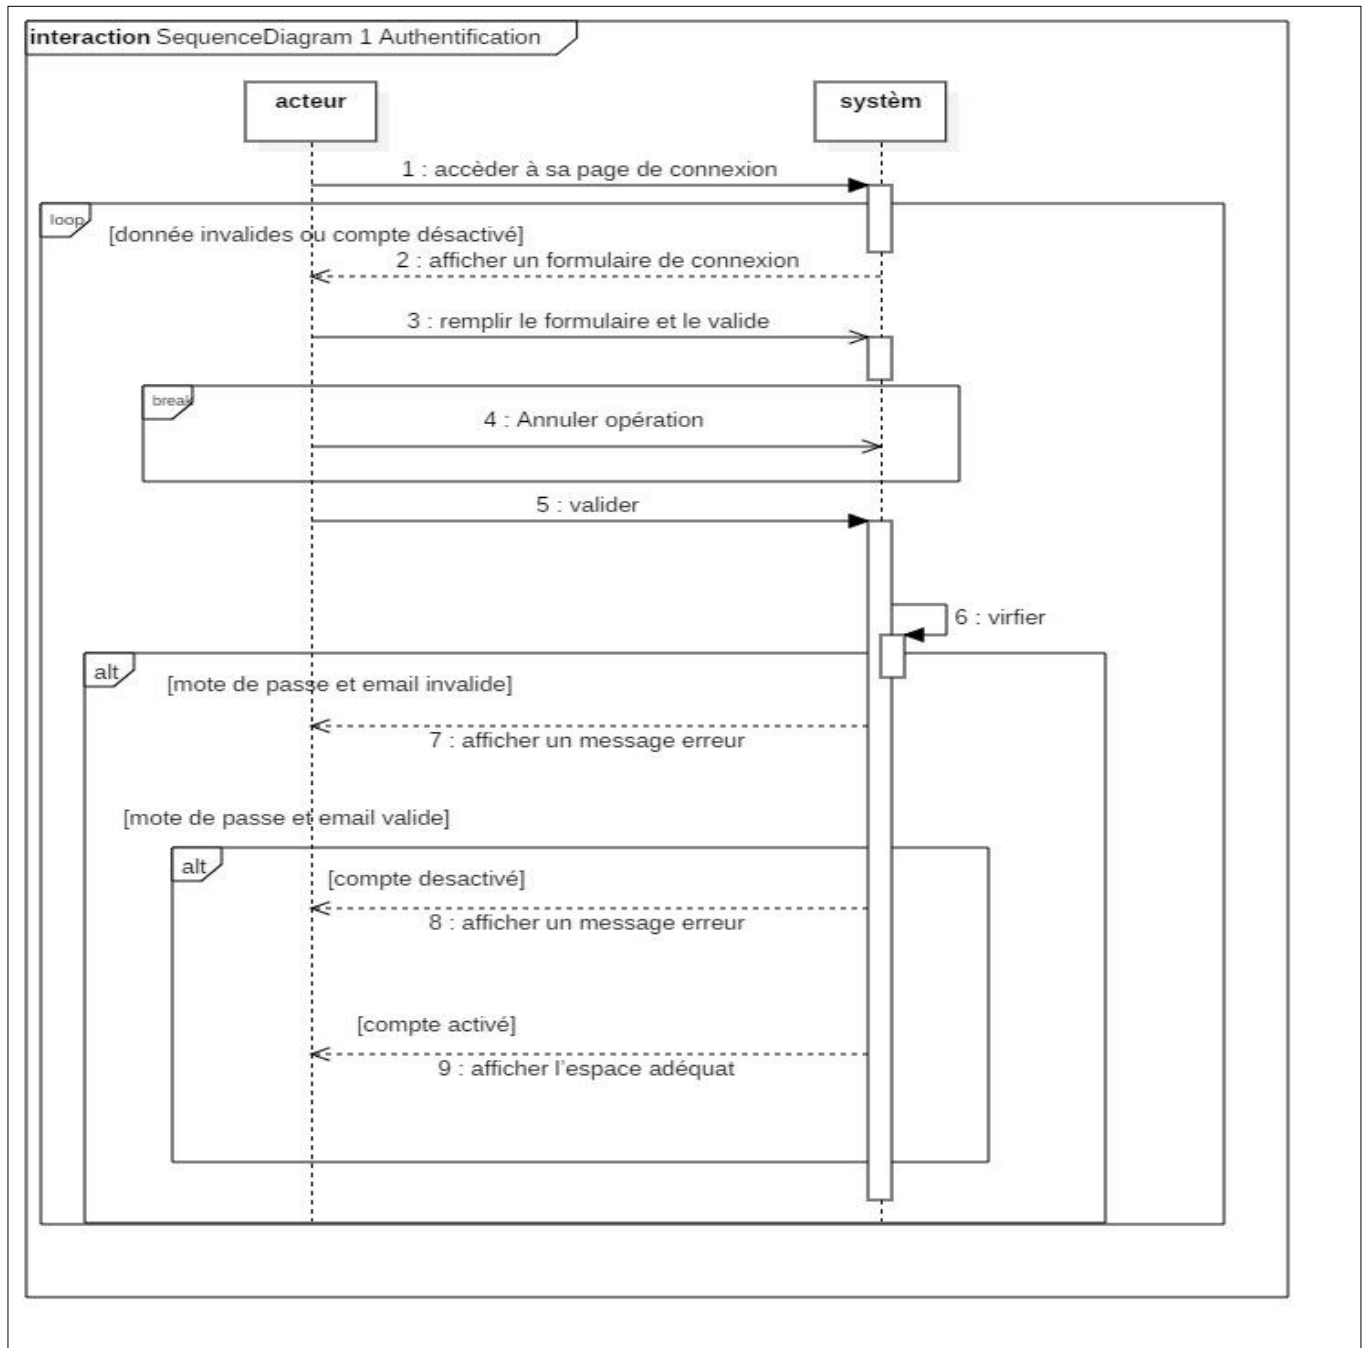 interaction SequenceDiagram 1 Authentification
acteur
systèm
1 : accèder à sa page de connexion
loop
[donnée invalides ou compte désactivé]
2 : afficher un formulaire de connexion
3 : remplir le formulaire et le valide
break
4 : Annuler opération
5 : valider
6 : virfier
alt
[mote de passe et email invalide]
7 : afficher un message erreur
[mote de passe et email valide]
alt
[compte desactivé]
8 : afficher un message erreur
[compte activé]
9 : afficher l'espace adéquat